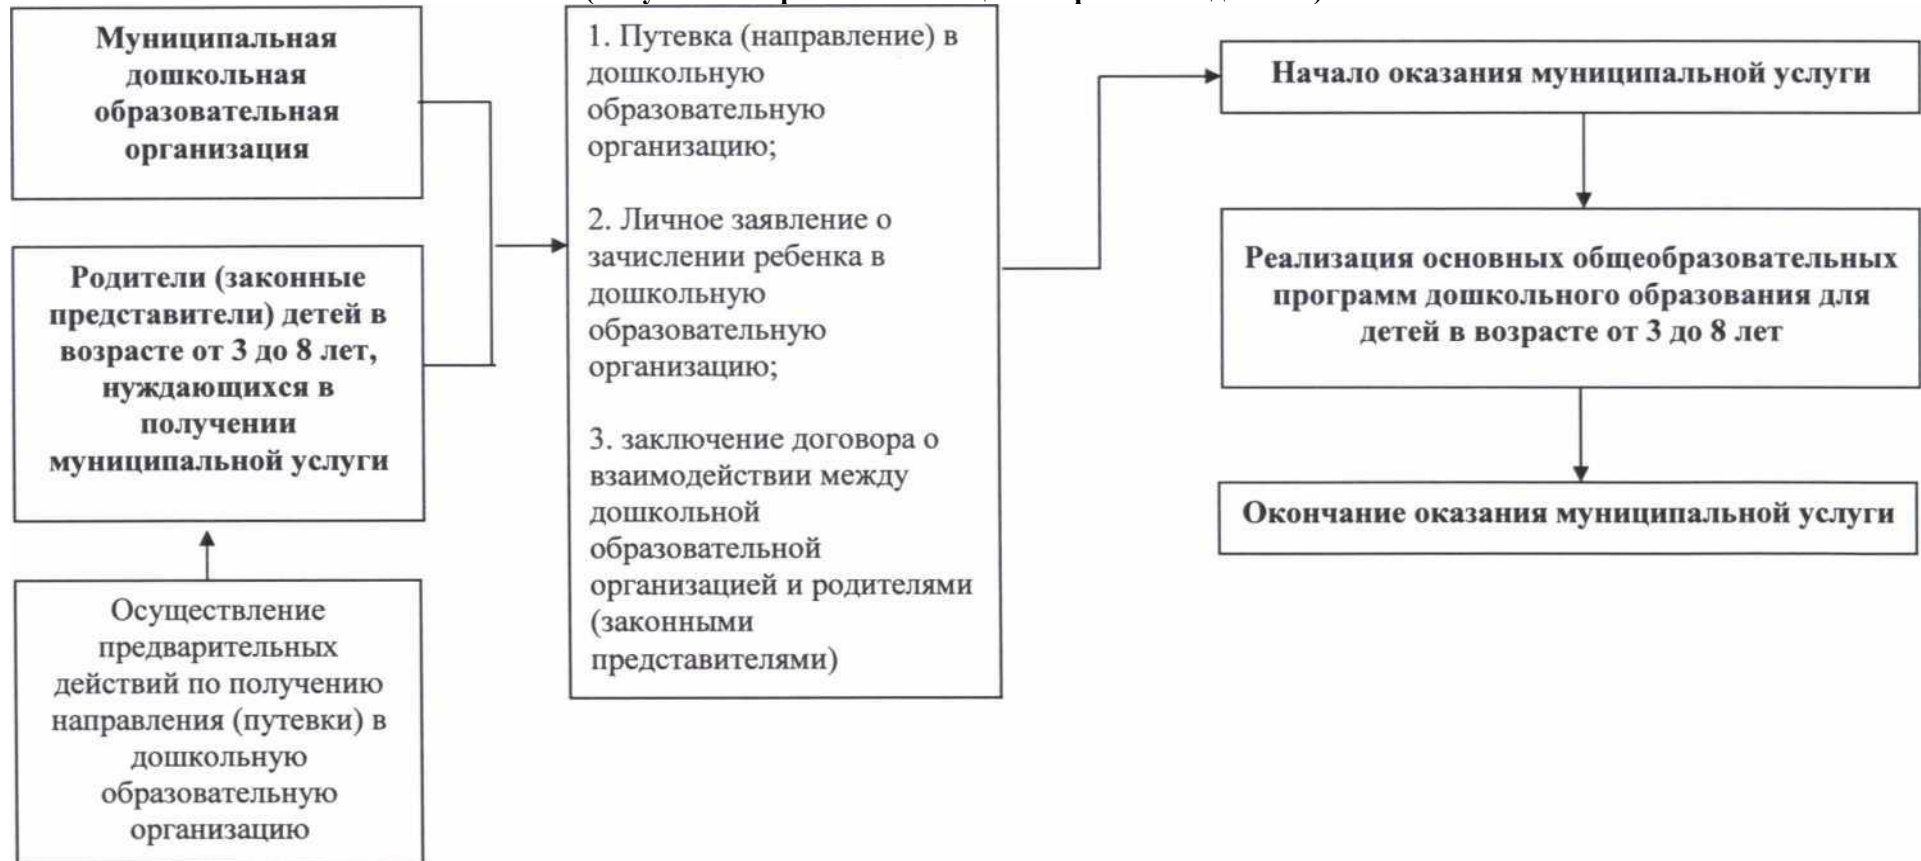 Муниципальная
дошкольная
образовательная
организация
Родители (законные
представители) детей в
возрасте от 3 до 8 лет,
нуждающихся в
получении
муниципальной услуги
Осуществление
предварительных
действий по получению
направления (путевки) в
дошкольную
образовательную
организацию
1. Путевка (направление) в
дошкольную
образовательную
организацию;
2. Личное заявление о
зачислении ребенка в
дошкольную
образовательную
организацию;
3. заключение договора о
взаимодействии между
дошкольной
образовательной
организацией и родителями
(законными
представителями)
Начало оказания муниципальной услуги
Реализация основных общеобразовательных
программ дошкольного образования для
детей в возрасте от 3 до 8 лет
Окончание оказания муниципальной услуги